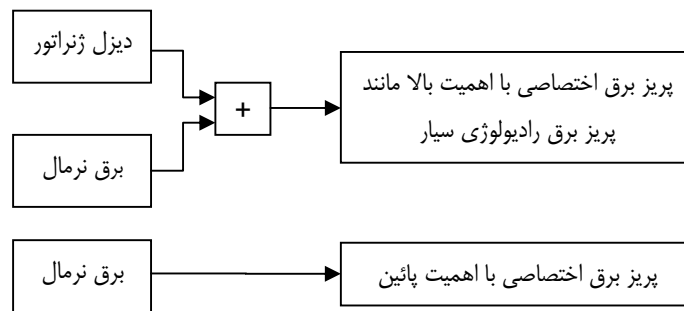 دیزل ژنراتور
+
پریز برق اختصاصی با اهمیت بالا مانند
پریز برق رادیولوژی سیار
برق نرمال
برق نرمال
پریز برق اختصاصی با اهمیت پائین